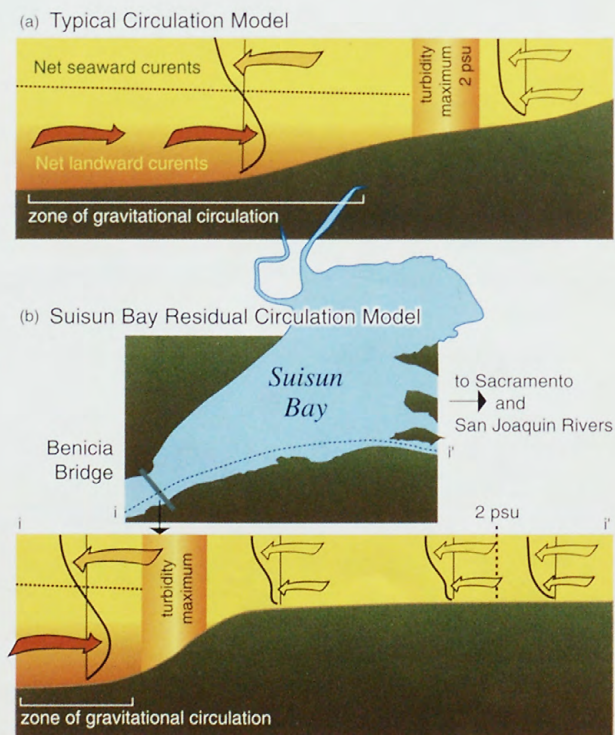 (a) Typical Circulation Model
Net seaward curents
turbidity
maximum
2 psu
Net landward curents
zone of gravitational circulation
(b) Suisun Bay Residual Circulation Model
Suisun
Bay
to Sacramento
and
San Joaquin Rivers
Benicia
Bridge
i
i'
i
2 psu
i'
turbidity
maximum
zone of gravitational circulation